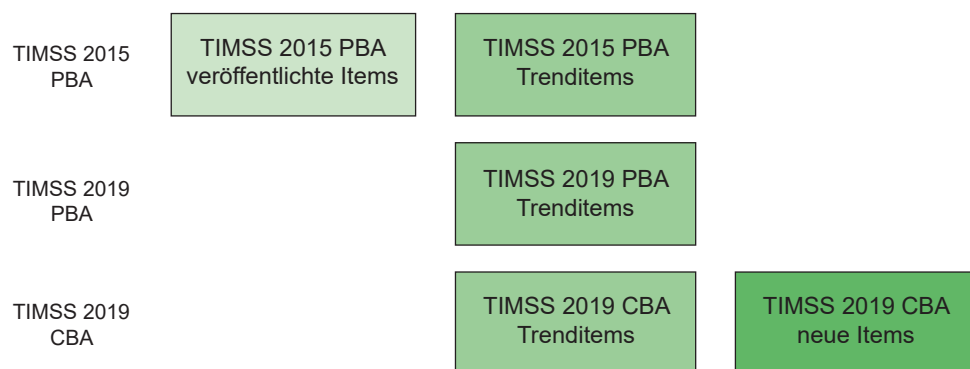 TIMSS 2015
PBA
TIMSS 2015 PBA
veröffentlichte Items
TIMSS 2015 PBA
Trenditems
TIMSS 2019
PBA
TIMSS 2019 PBA
Trenditems
TIMSS 2019
CBA
TIMSS 2019 CBA
Trenditems
TIMSS 2019 CBA
neue Items